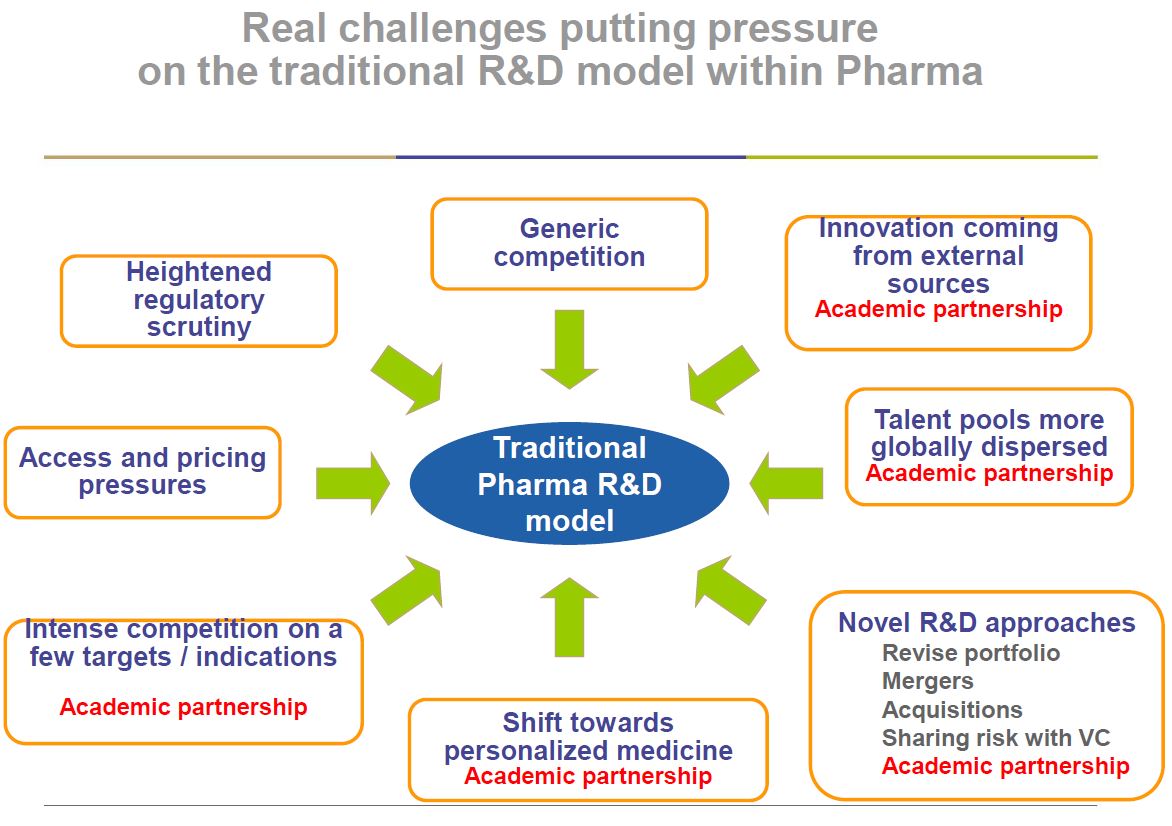 Real challenges putting pressure
on the traditional R&D model within Pharma
Generic
competition
Innovation coming
from external
sources
Academic partnership
Heightened
regulatory
scrutiny
Talent pools more
globally dispersed
Academic partnership
Access and pricing
pressures
Traditional
Pharma R&D
model
Intense competition on a
few targets / indications
Academic partnership
Novel R&D approaches
Revise portfolio
Mergers
Acquisitions
Sharing risk with VC
Academic partnership
Shift towards
personalized medicine
Academic partnership